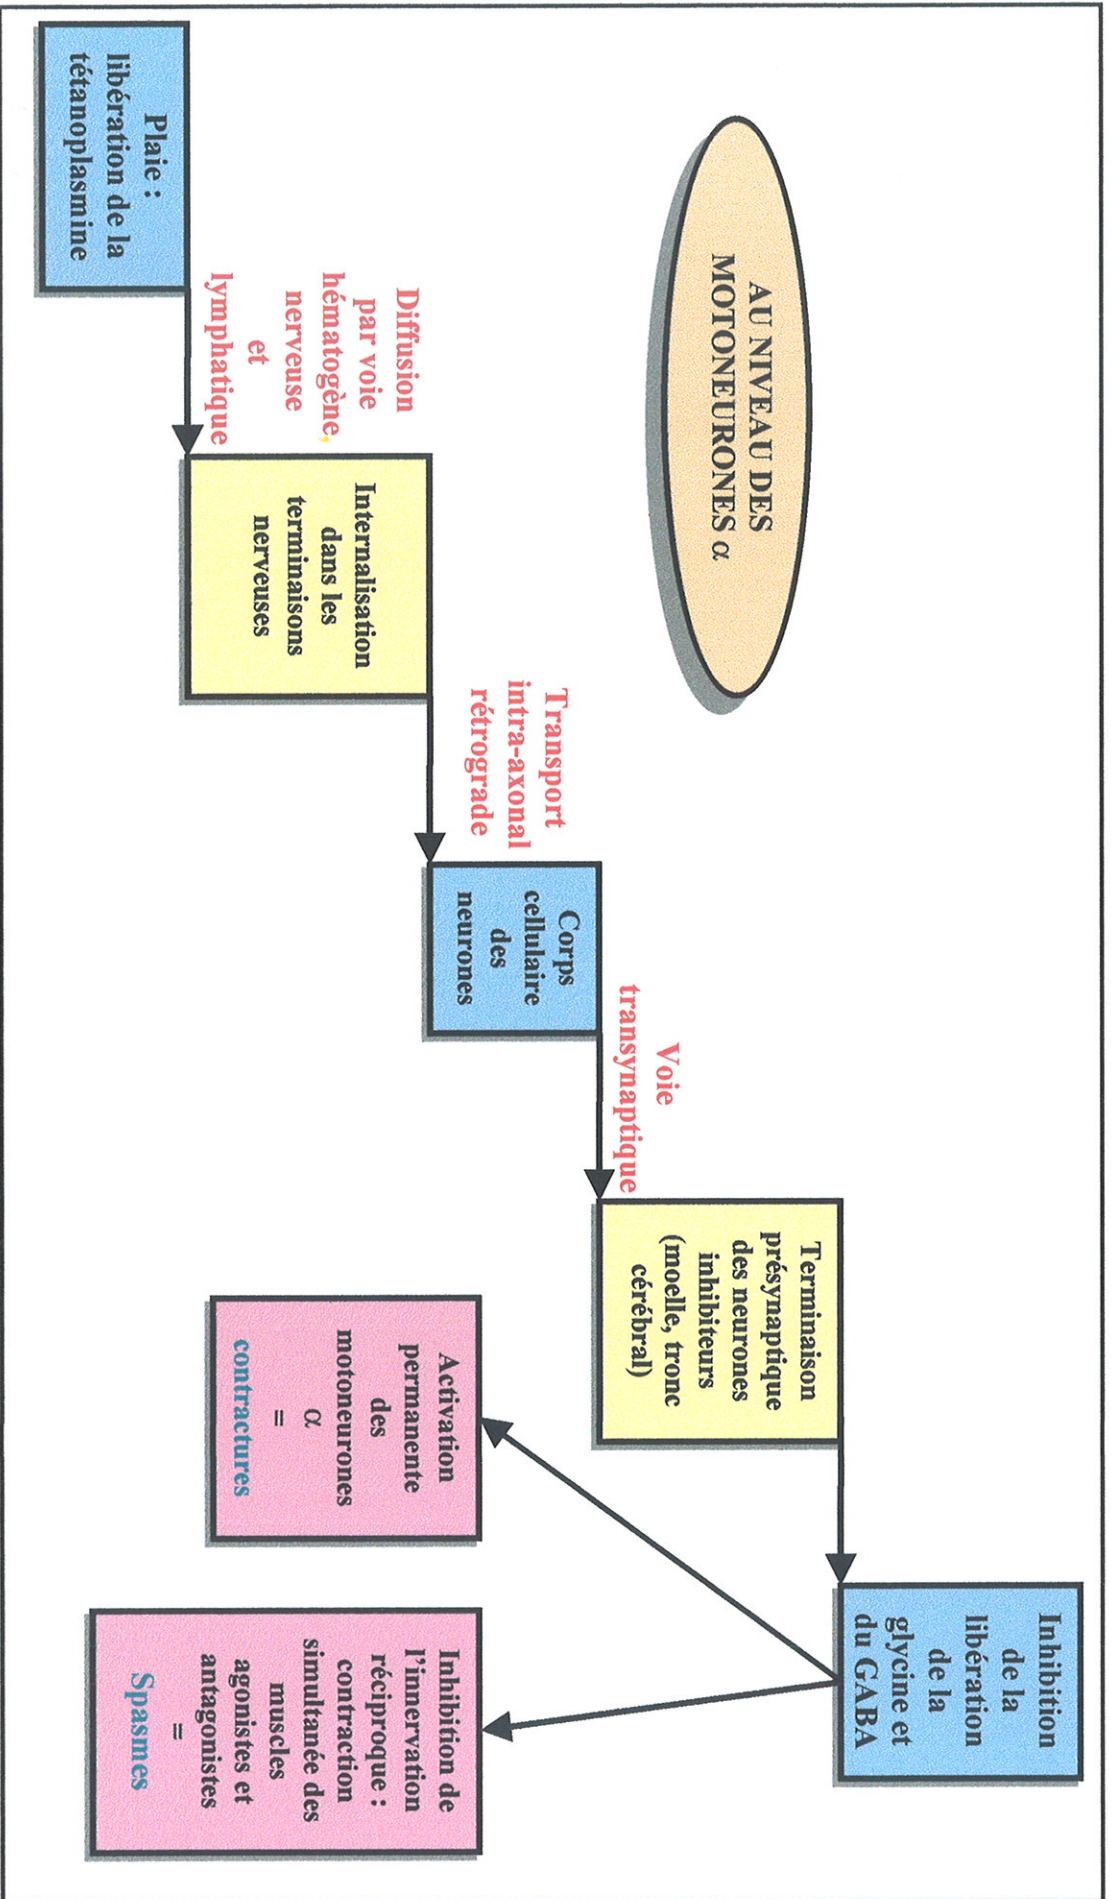 AU NIVEAU DES
MOTONEURONES α
Plaie :
libération de la
tétanoplasmine
Diffusion
par voie
hématogène,
nerveuse
et
lymphatique
Internalisation
dans les
terminaisons
nerveuses
Transport
intra-axonal
rétrograde
Corps
cellulaire
des
neurones
Voie
transynaptique
Terminaison
présynaptique
des neurones
inhibiteurs
(moelle, tronc
cérébral)
Inhibition
de la
libération
de la
glycine et
du GABA
Activation
permanente
des
motoneurones
α
=
contractures
Inhibition de
l'innervation
réciproque :
contraction
simultanée des
muscles
agonistes et
antagonistes
=
Spasmes